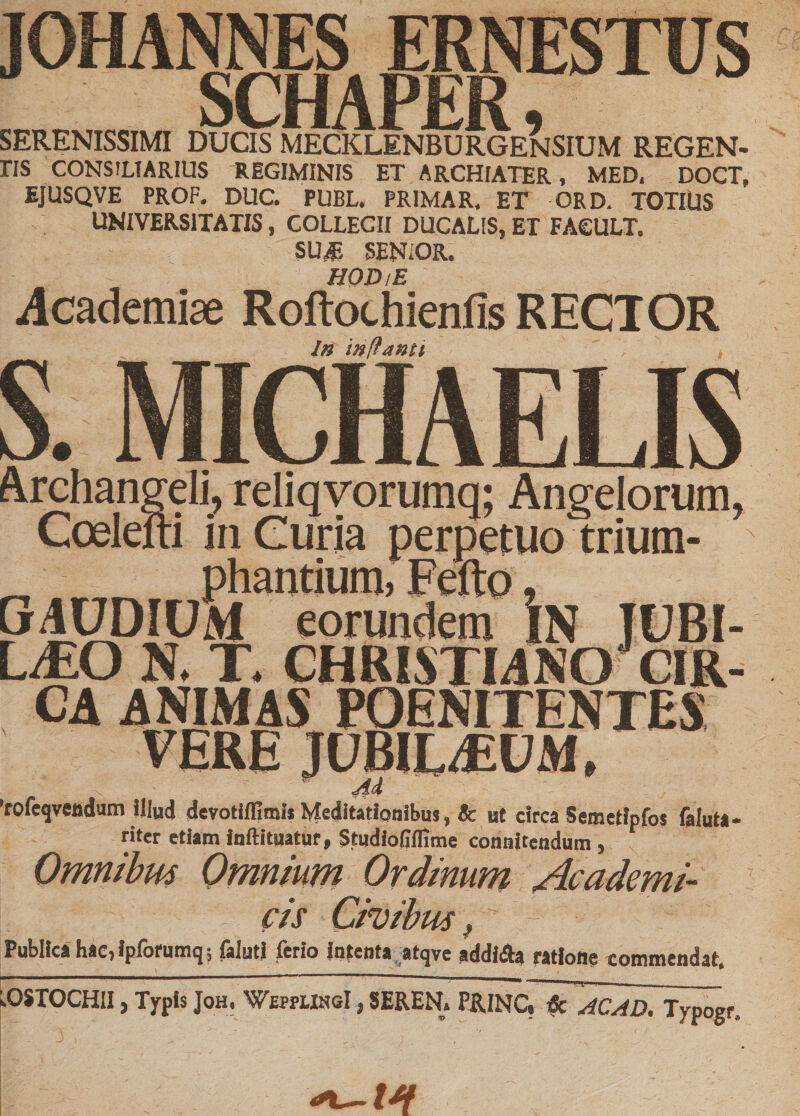 JOHANNES ERNESTUS
SCHAPER,
SERENISSIMI DUCIS MECKLENBURGENSIUM REGEN-
TIS CONSILIARIUS REGIMINIS ET ARCHIATER, MED. DOCT,
EJUSQVE PROF. DUC. PUBL. PRIMAR. ET ORD. TOTIUS
UNIVERSITATIS, COLLEGII DUCALIS, ET FACULT.
SUÆ SENIOR.
HODIE
Academiæ Roſtochienſis RECTOR
In inſtanti
S. MICHAELIS
Archangeli, reliqvorumq; Angelorum,
Cœleſti in Curia perpetuo trium-
phantium, Feſto,
GAUDIUM eorundem IN JUBI-
LÆO N. T. CHRISTIANO CIR-
CA ANIMAS POENITENTES
VERE JUBILÆUM,
Ad
rofeqvendum illud devotiſſimis Meditationibus, & ut circa Semetipſos ſaluta-
riter etiam inſtituatur, Studioſiſſime connitendum,
Omnibus Omnium Ordinum Academi-
cis Civibus,
Publica hac, ipſorumq; ſaluti ſerio intenta atqve addicta ratione commendat.
OSTOCHII, Typis JOH. WEPPLINGI, SEREN. PRINC. & ACAD. Typogr.
14